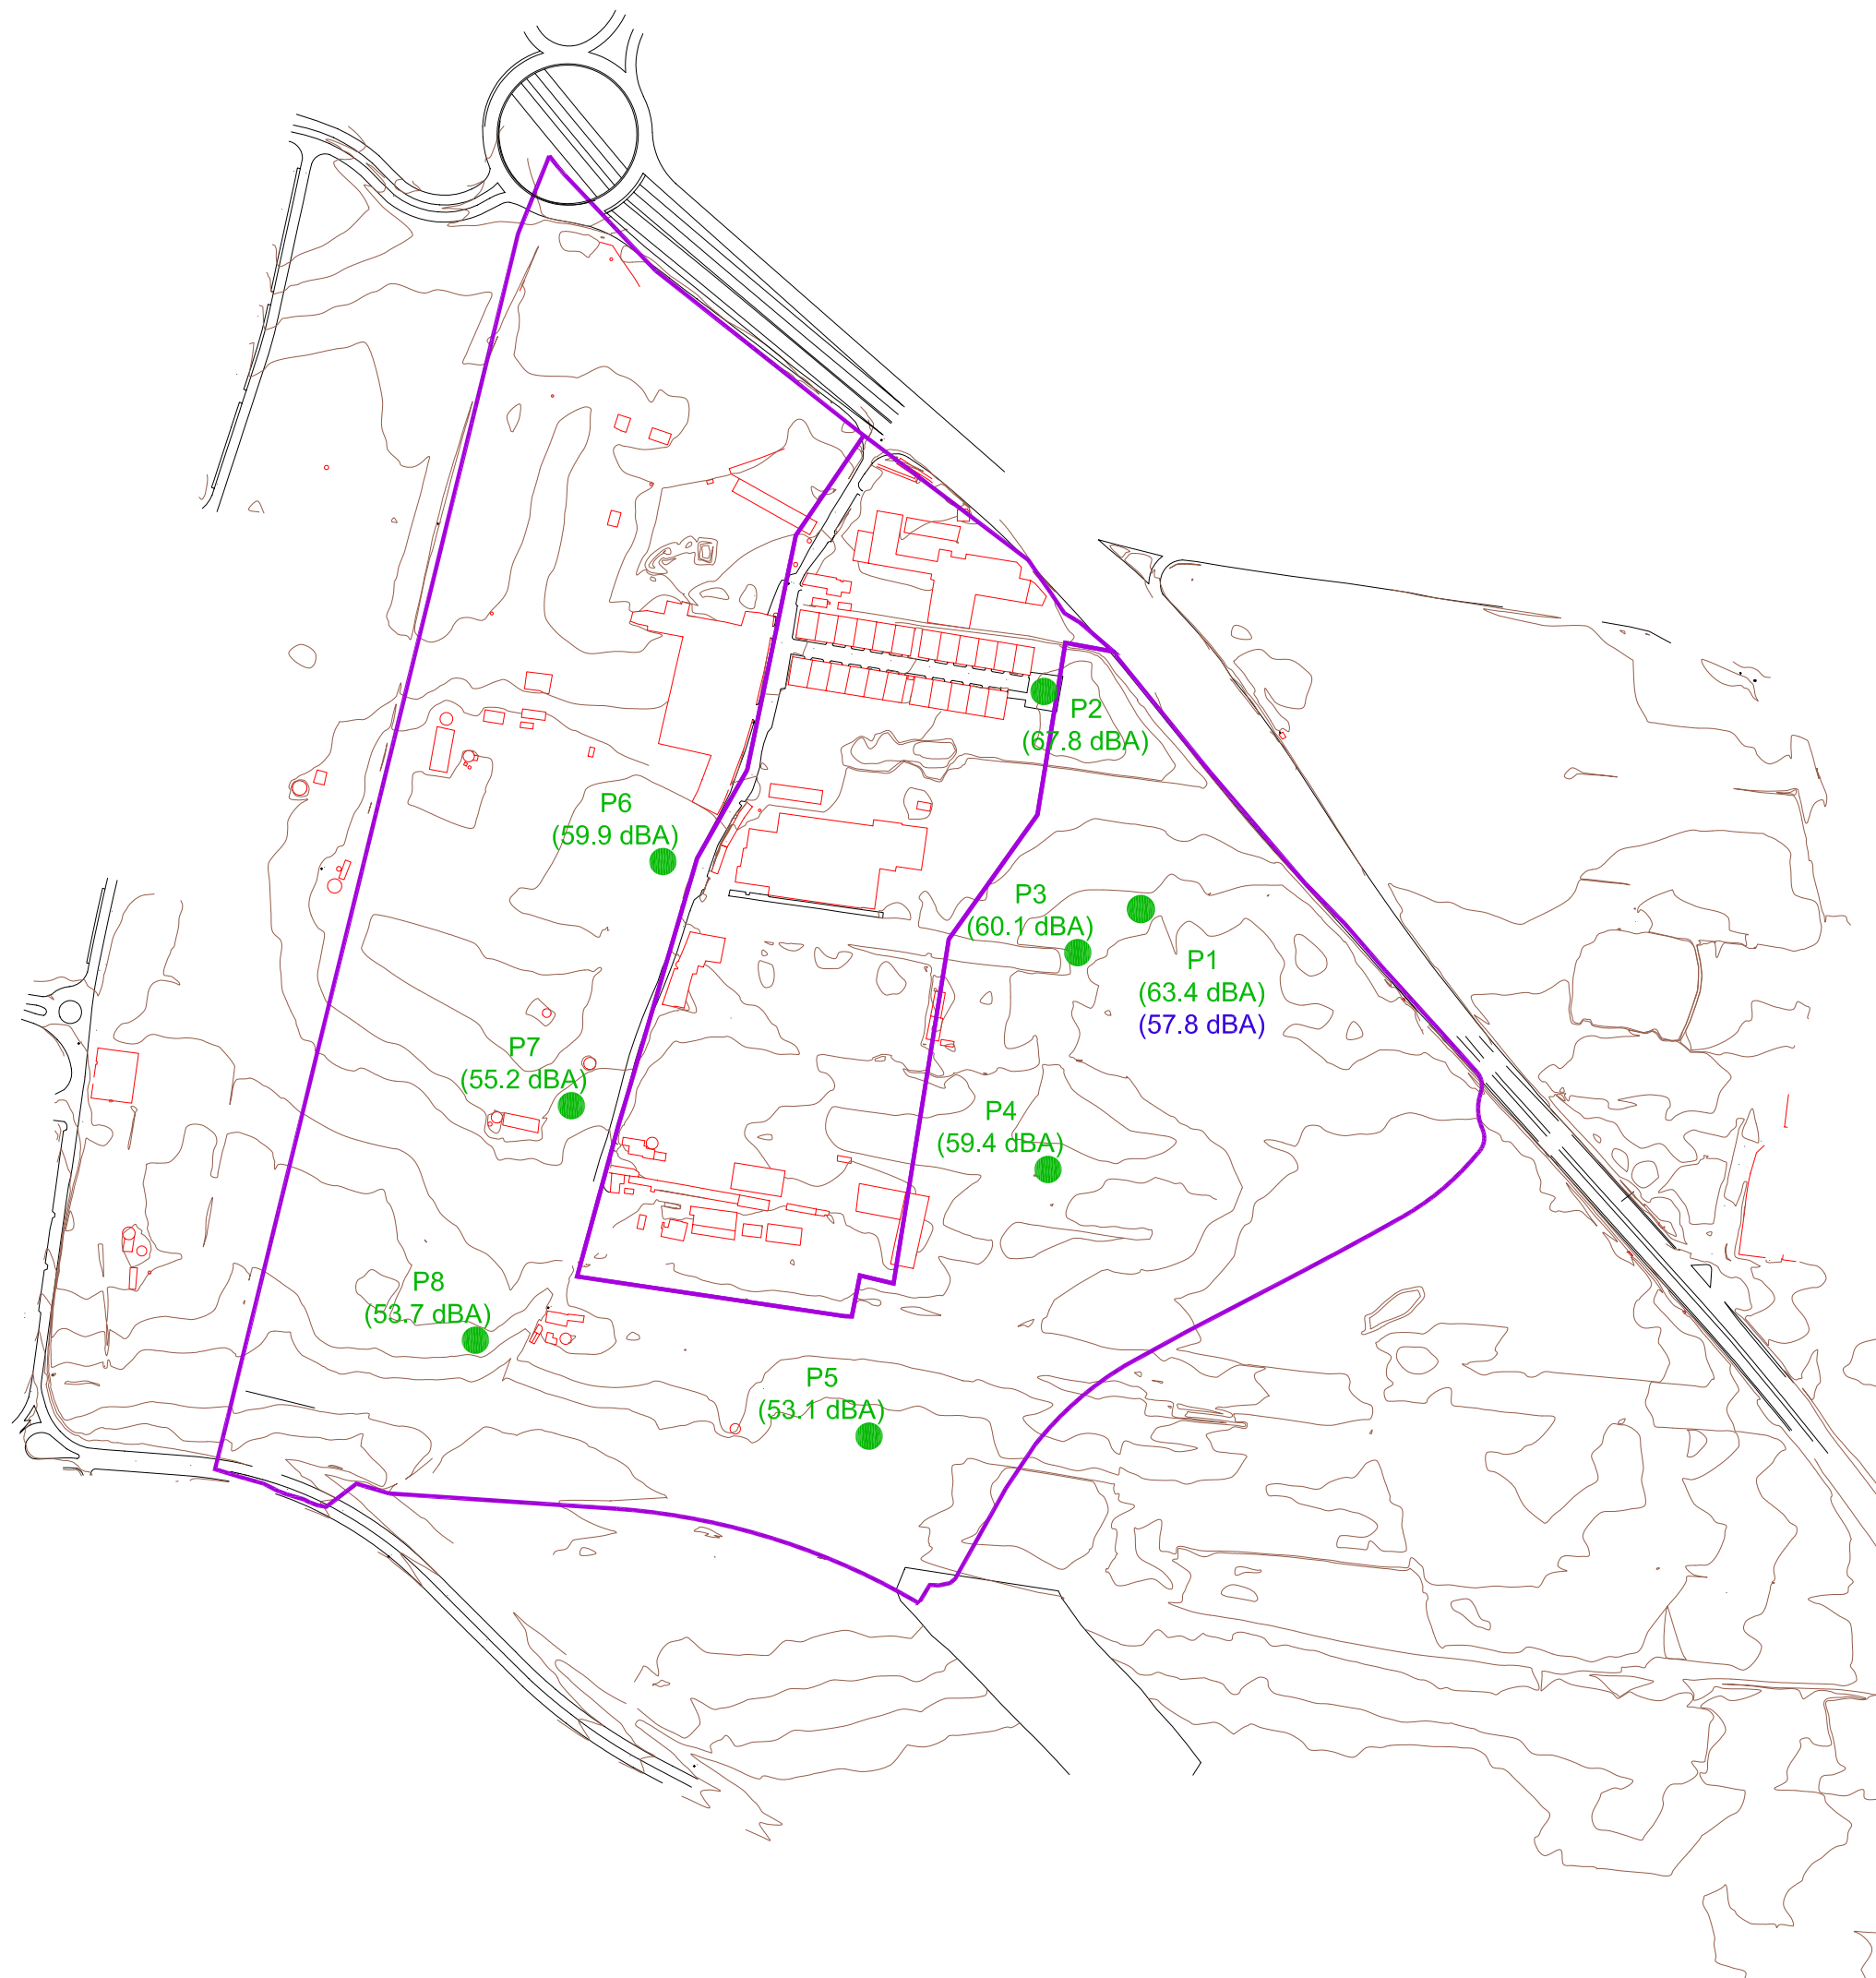 P2
(67.8 dBA)
P6
(59.9 dBA)
P3
(60.1 dBA)
P1
(63.4 dBA)
(57.8 dBA)
P7
(55.2 dBA)
P4
(59.4 dBA)
P8
(53.7 dBA)
P5
(53.1 dBA)